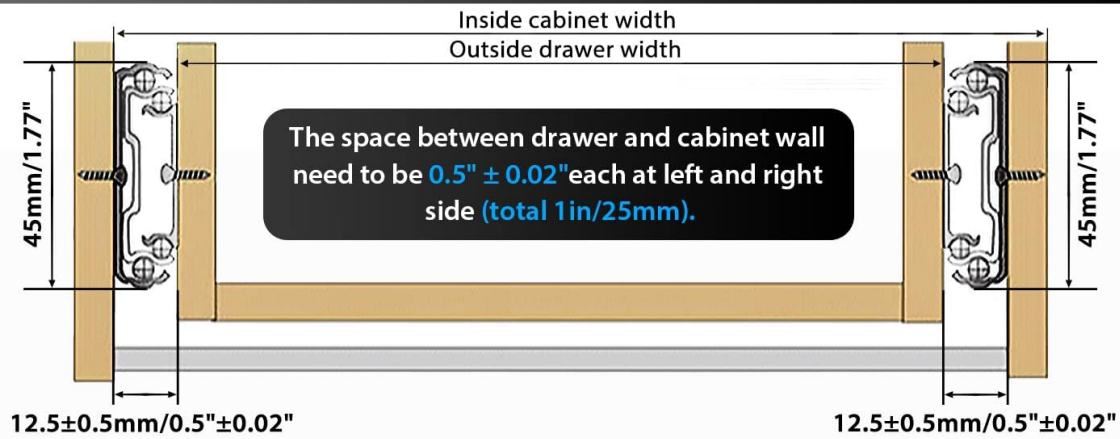 Inside cabinet width
Outside drawer width
The space between drawer and cabinet wall
need to be 0.5" ± 0.02"each at left and right
side (total 1in/25mm).
45mm/1.77"
45mm/1.77"
12.5±0.5mm/0.5"±0.02"
12.5±0.5mm/0.5"±0.02"